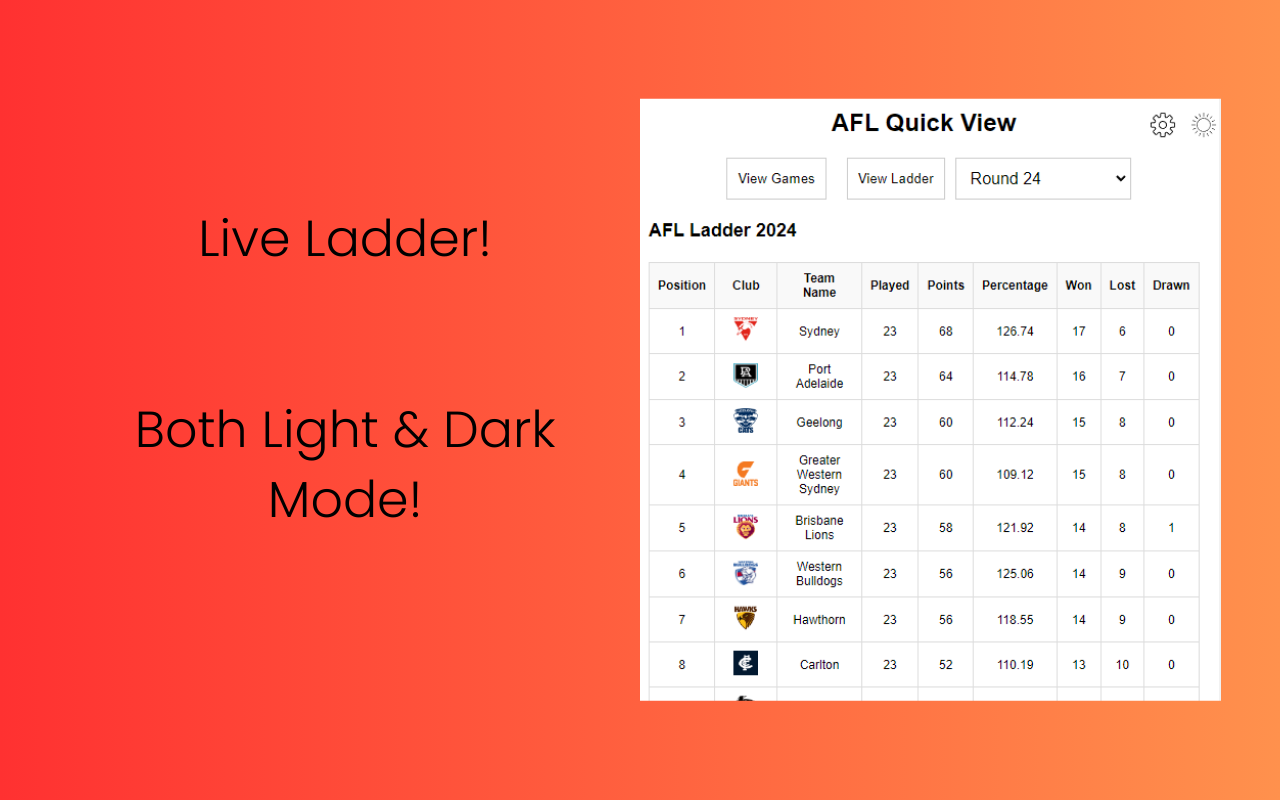 Live Ladder!
Both Light & Dark
Mode!
AFL Quick View
View Games
View Ladder
Round 24
AFL Ladder 2024
Position Club Team Name Played Points Percentage Won Lost Drawn
1 Sydney 23 68 126.74 17 6 0
2 Port Adelaide 23 64 114.78 16 7 0
3 CATS Geelong 23 60 112.24 15 8 0
4 GIANTS Greater Western Sydney 23 60 109.12 15 8 0
5 LIONS Brisbane Lions 23 58 121.92 14 8 1
6 Western Bulldogs 23 56 125.06 14 9 0
7 HAWKS Hawthorn 23 56 118.55 14 9 0
8 Carlton 23 52 110.19 13 10 0